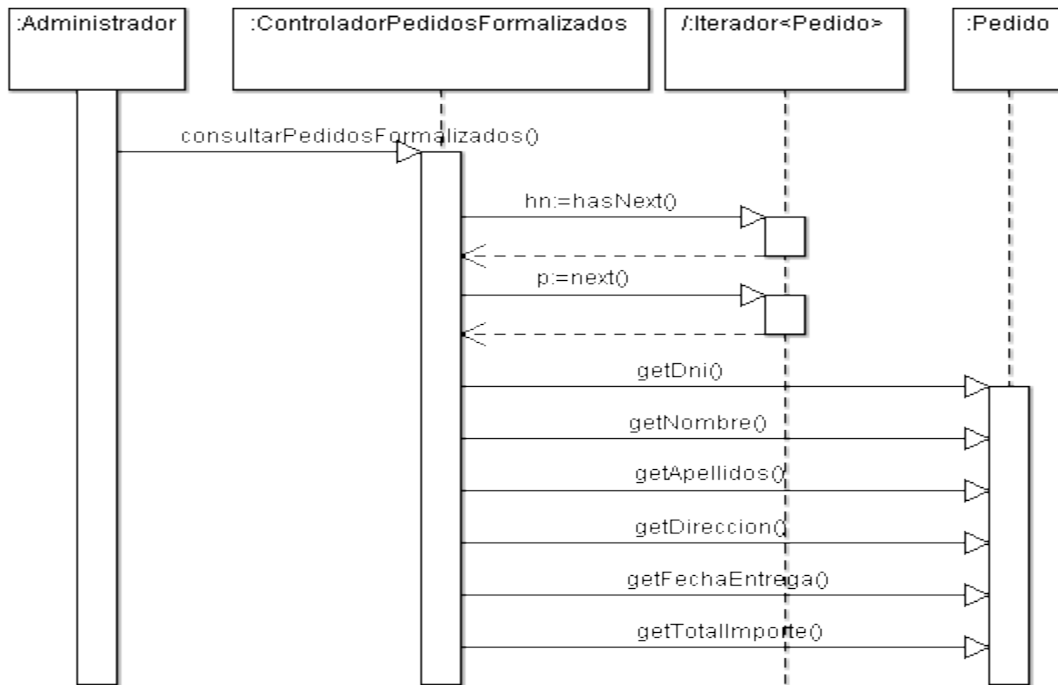 :Administrador
:ControladorPedidosFormalizados
/:Iterador<Pedido>
:Pedido
consultarPedidosFormalizados()
hn:=hasNext()
p:=next()
getDni()
getNombre()
getApellidos()
getDireccion()
getFechaEntrega()
getTotalImporte()